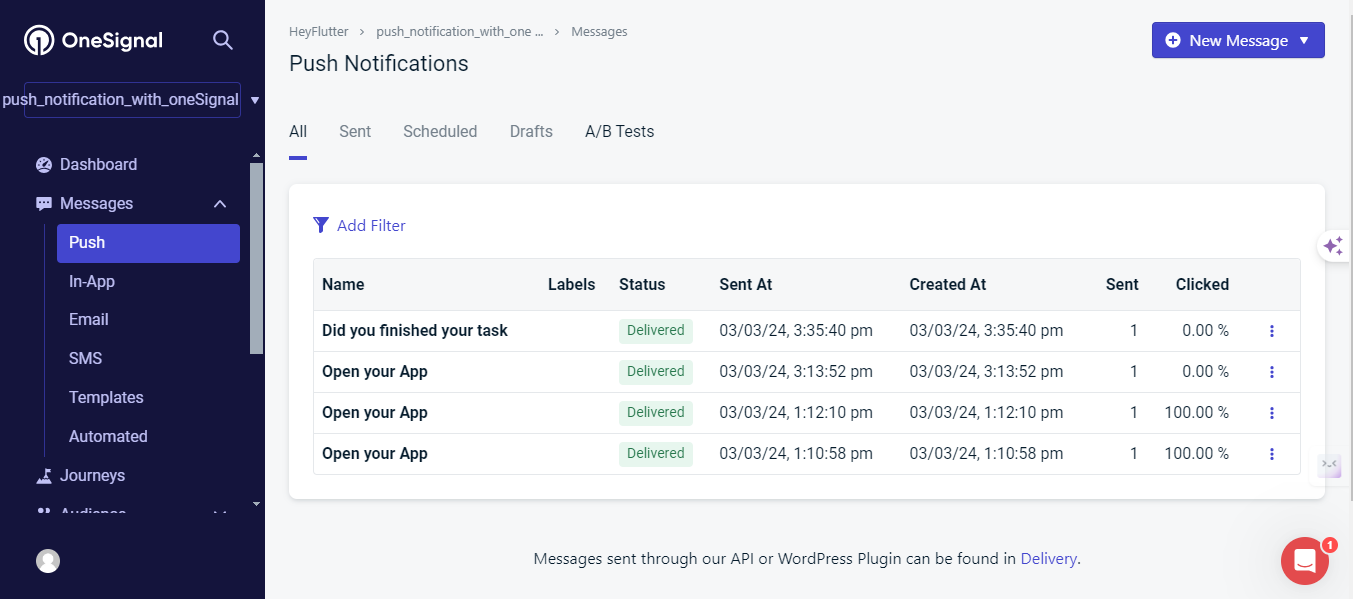 OneSignal
push_notification_with_oneSignal
Dashboard
Messages
Push
In-App
Email
SMS
Templates
Automated
Journeys
Audience
HeyFlutter > push_notification_with_one ... > Messages
Push Notifications
New Message
All Sent Scheduled Drafts A/B Tests
Add Filter
Name Labels Status Sent At Created At Sent Clicked
Did you finished your task Delivered 03/03/24, 3:35:40 pm 03/03/24, 3:35:40 pm 1 0.00 %
Open your App Delivered 03/03/24, 3:13:52 pm 03/03/24, 3:13:52 pm 1 0.00 %
Open your App Delivered 03/03/24, 1:12:10 pm 03/03/24, 1:12:10 pm 1 100.00 %
Open your App Delivered 03/03/24, 1:10:58 pm 03/03/24, 1:10:58 pm 1 100.00 %
Messages sent through our API or WordPress Plugin can be found in Delivery.
1